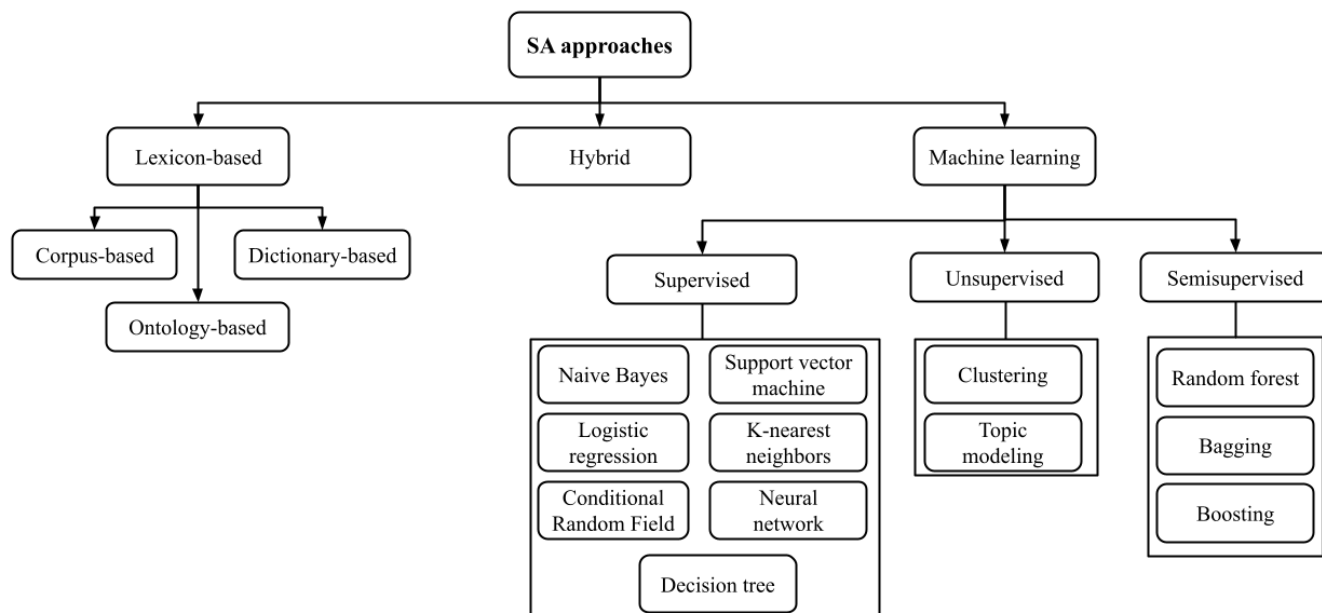 SA approaches
Lexicon-based
Hybrid
Machine learning
Corpus-based
Dictionary-based
Ontology-based
Supervised
Unsupervised
Semisupervised
Naive Bayes
Support vector
machine
Logistic
regression
K-nearest
neighbors
Conditional
Random Field
Neural
network
Decision tree
Clustering
Topic
modeling
Random forest
Bagging
Boosting